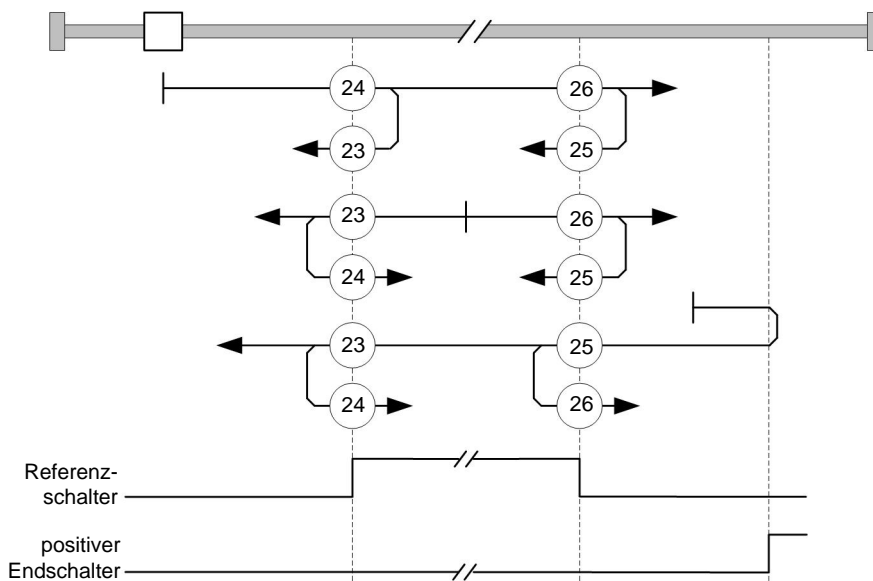 24 26
23 25
23 26
24 25
23 25
24 26
Referenz-
schalter
positiver
Endschalter